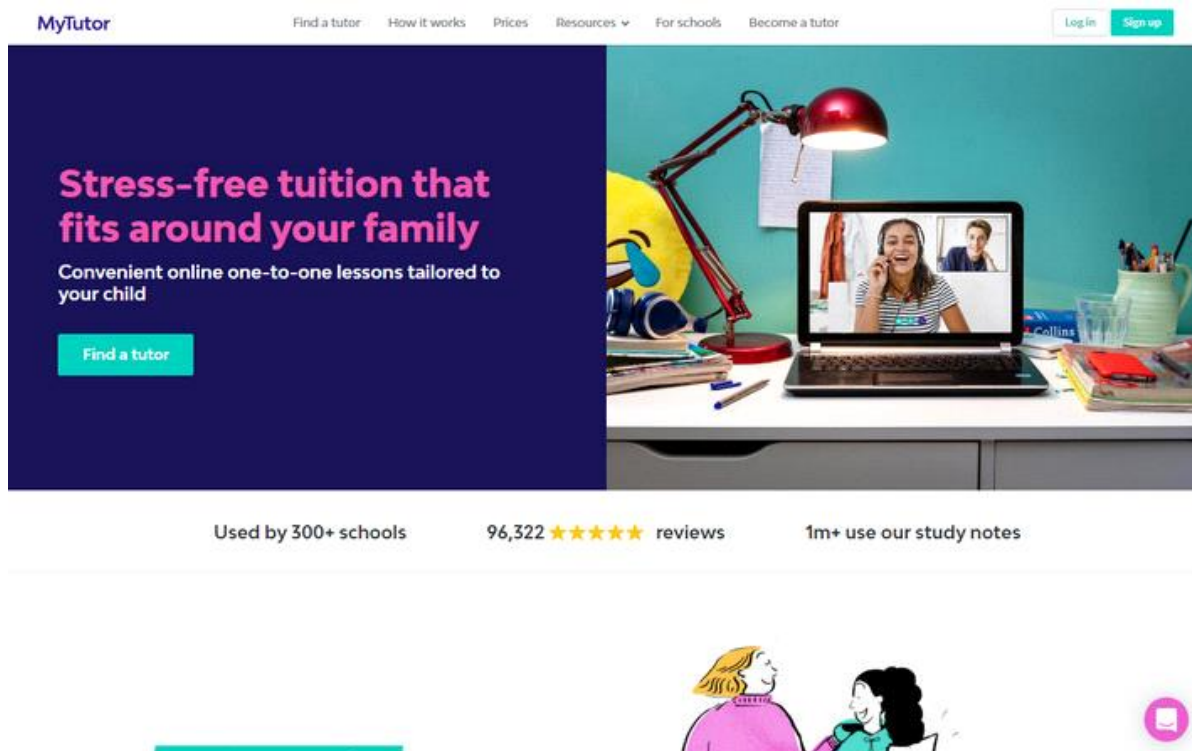 MyTutor
Find a tutor How it works Prices Resources For schools Become a tutor Log in Sign up
Stress-free tuition that
fits around your family
Convenient online one-to-one lessons tailored to
your child
Find a tutor
Collins
Used by 300+ schools 96,322 ★★★★★ reviews 1m+ use our study notes